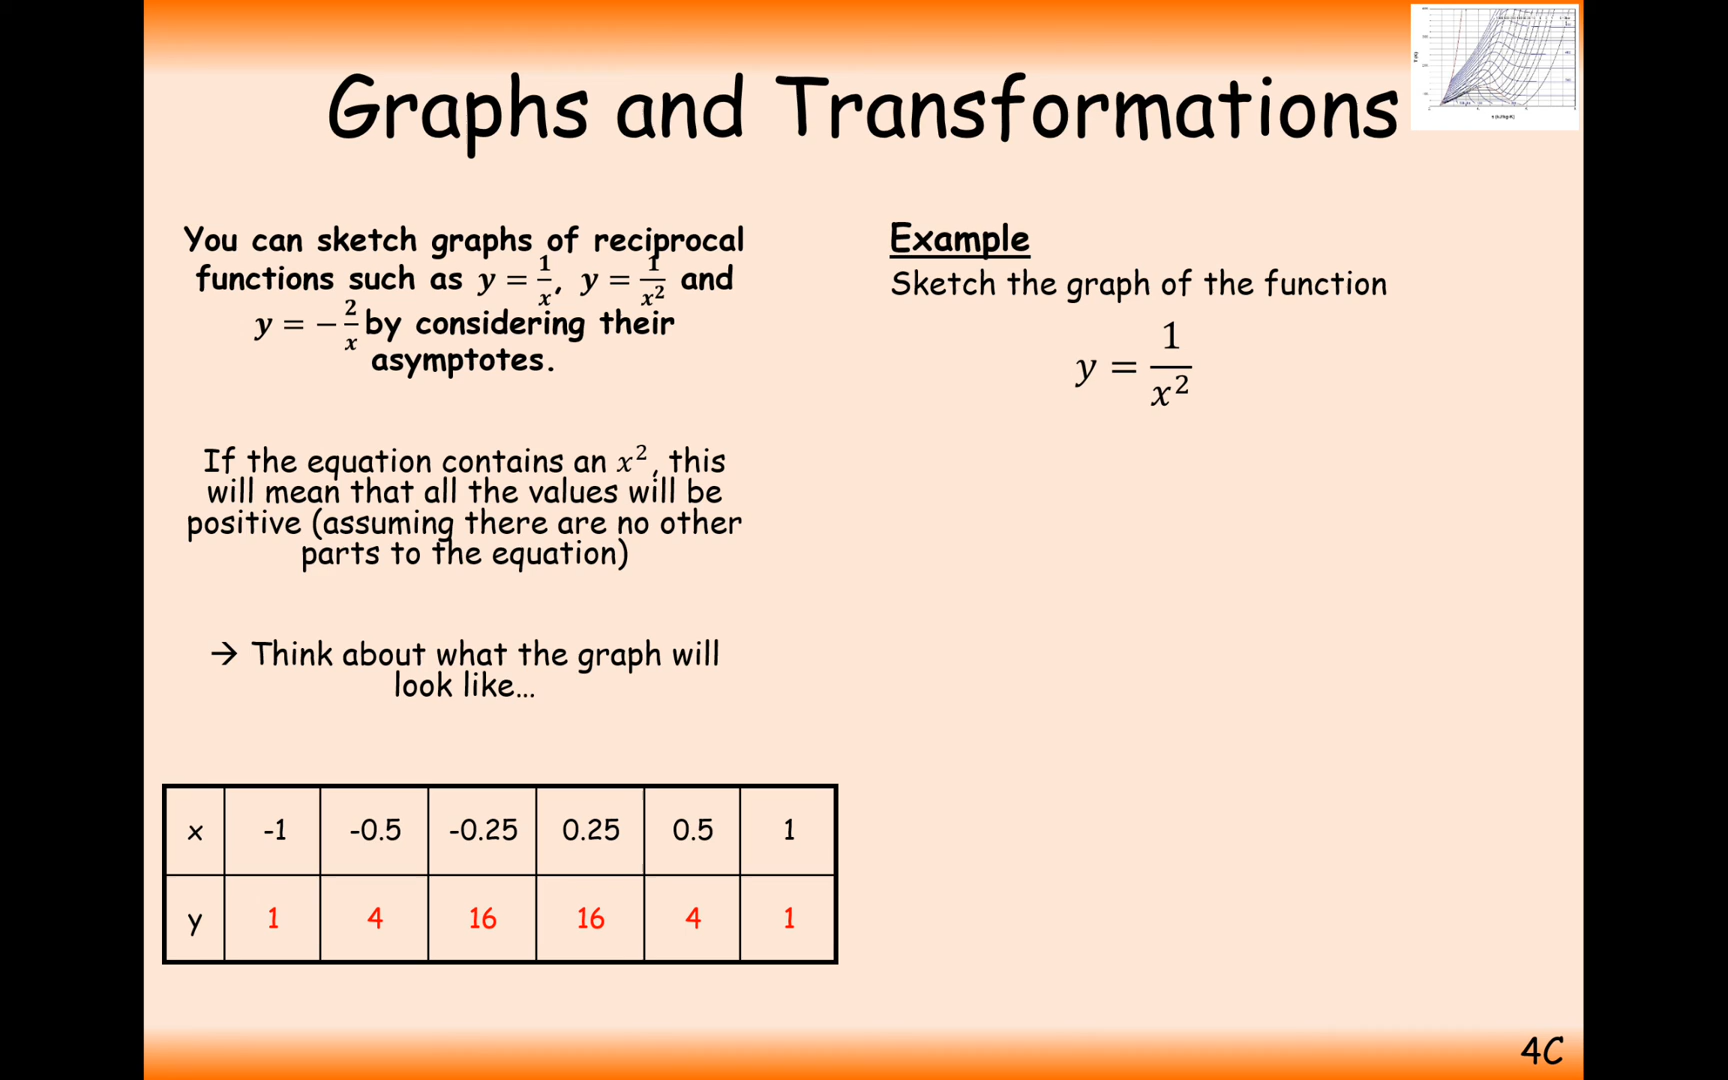 Graphs and Transformations
You can sketch graphs of reciprocal
functions such as y = 1/x, y = 1/x² and
y = −2/x by considering their
asymptotes.
If the equation contains an x², this
will mean that all the values will be
positive (assuming there are no other
parts to the equation)
→ Think about what the graph will
look like…
x -1 -0.5 -0.25 0.25 0.5 1
y 1 4 16 16 4 1
Example
Sketch the graph of the function
y = 1/x²
4C